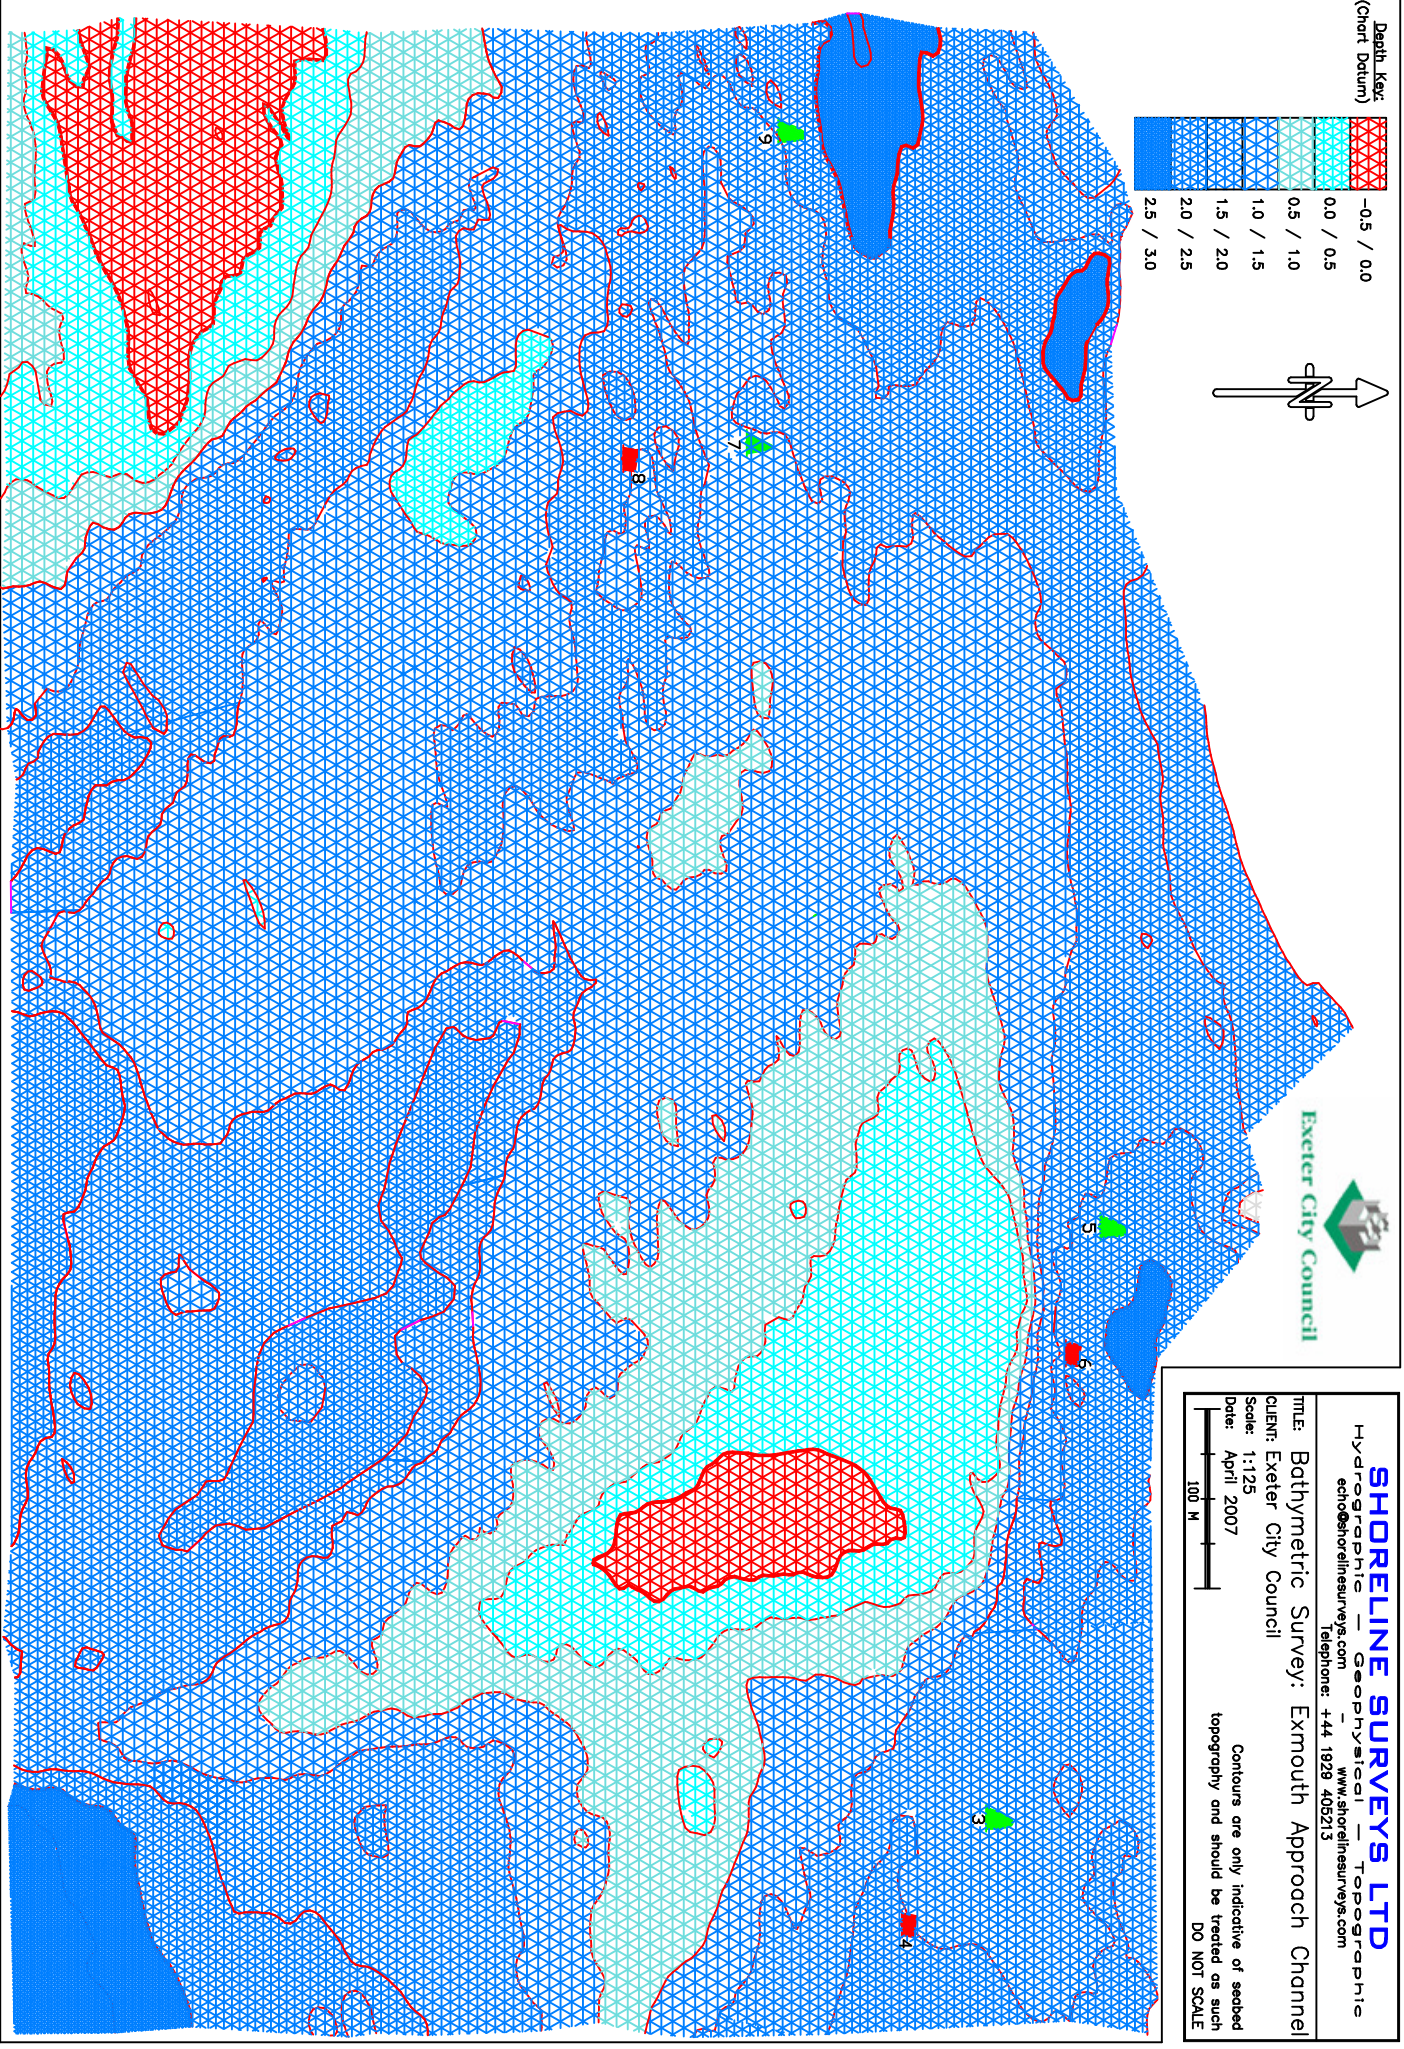 Depth Key:
(Chart Datum)
-0.5 / 0.0
0.0 / 0.5
0.5 / 1.0
1.0 / 1.5
1.5 / 2.0
2.0 / 2.5
2.5 / 3.0
N
Exeter City Council
SHORELINE SURVEYS LTD
Hydrographic - Geophysical - Topographic
echo@shorelinesurveys.com - www.shorelinesurveys.com
Telephone: +44 1929 405213
TITLE: Bathymetric Survey: Exmouth Approach Channel
CLIENT: Exeter City Council
Scale: 1:125
Date: April 2007
100 M
Contours are only indicative of seabed
topography and should be treated as such
DO NOT SCALE
9
7
8
5
6
3
4